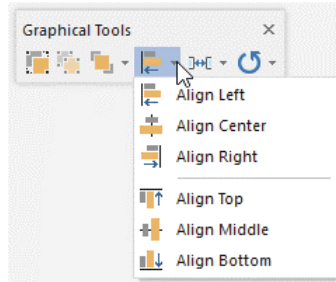 Graphical Tools
Align Left
Align Center
Align Right
Align Top
Align Middle
Align Bottom